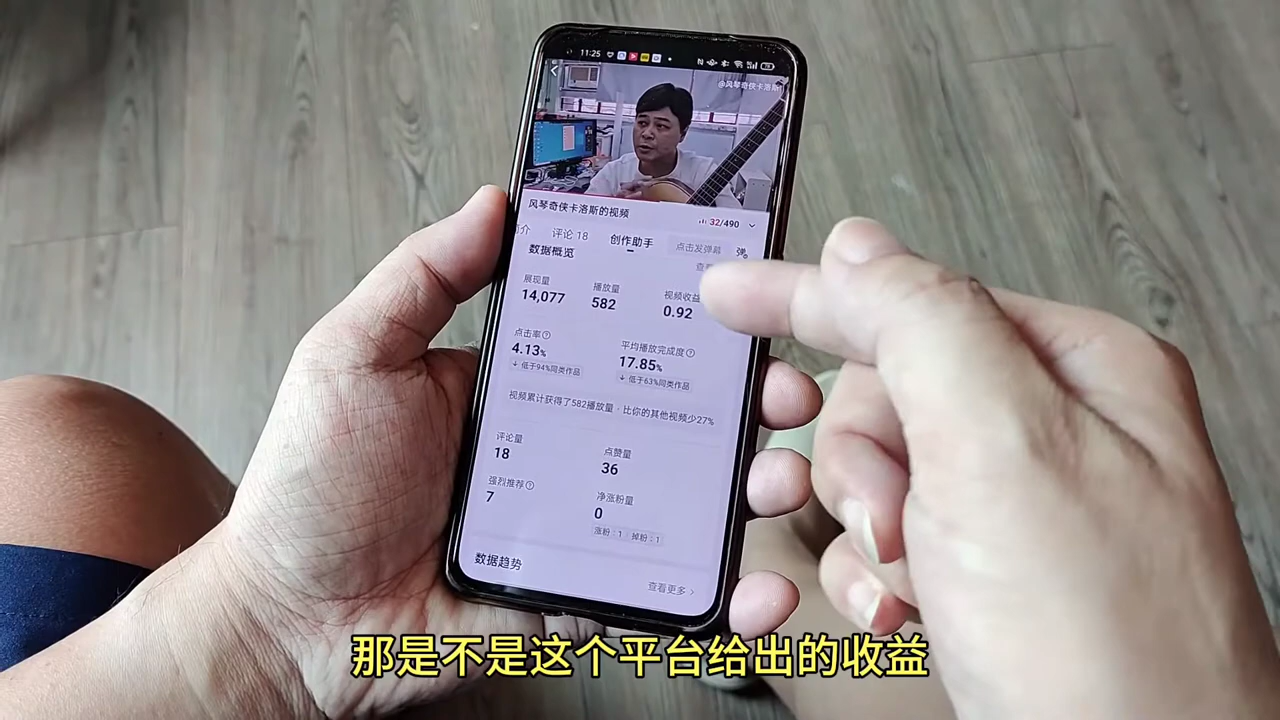 11:25
@风琴奇侠卡洛斯
风琴奇侠卡洛斯的视频
32/490
介 评论 18 创作助手 点击发弹幕 弹
数据概览
展现量 播放量 视频收益
14,077 582 0.92
点击率 平均播放完成度
4.13% 17.85%
↓ 低于94%同类作品 ↓ 低于63%同类作品
视频累计获得了582播放量，比你的其他视频少27%
评论量 点赞量
18 36
强烈推荐 净涨粉量
7 0
涨粉：1 掉粉：1
数据趋势
查看更多 >
那是不是这个平台给出的收益